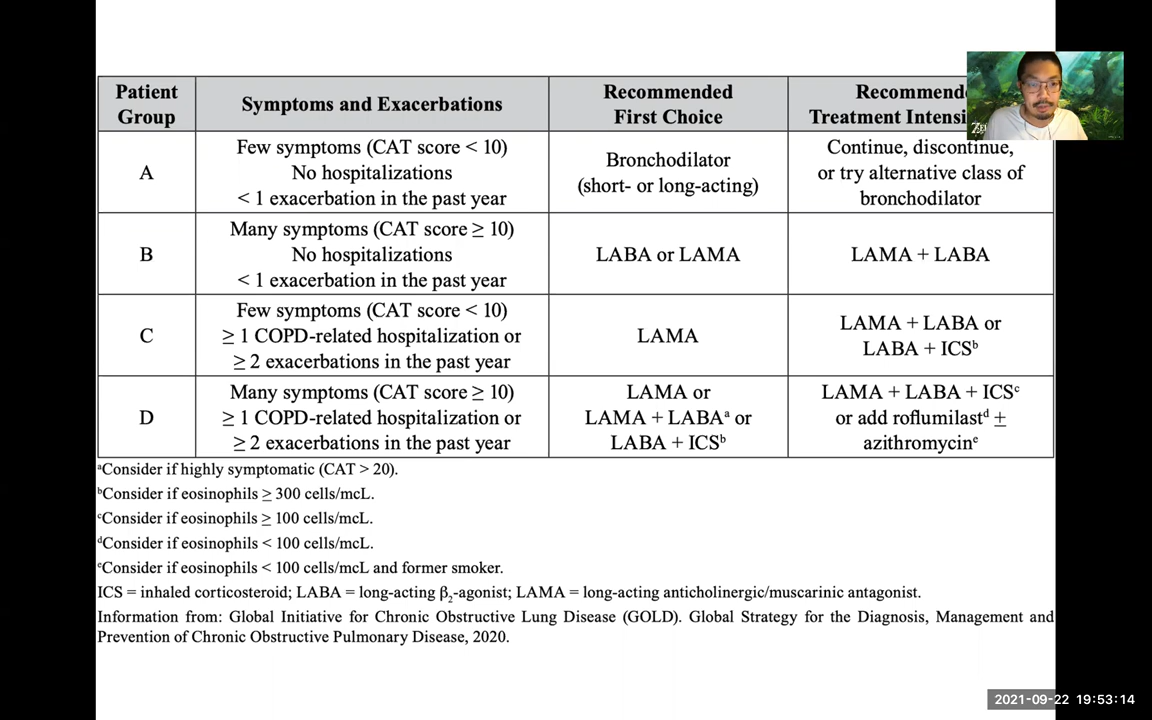 Patient Group
Symptoms and Exacerbations
Recommended First Choice
Treatment
A
Few symptoms (CAT score < 10)
No hospitalizations
< 1 exacerbation in the past year
Bronchodilator
(short- or long-acting)
Continue, discontinue,
or try alternative class of
bronchodilator
B
Many symptoms (CAT score ≥ 10)
No hospitalizations
< 1 exacerbation in the past year
LABA or LAMA
LAMA + LABA
C
Few symptoms (CAT score < 10)
≥ 1 COPD-related hospitalization or
≥ 2 exacerbations in the past year
LAMA
LAMA + LABA or
LABA + ICSᵇ
D
Many symptoms (CAT score ≥ 10)
≥ 1 COPD-related hospitalization or
≥ 2 exacerbations in the past year
LAMA or
LAMA + LABAᵃ or
LABA + ICSᵇ
LAMA + LABA + ICSᶜ
or add roflumilastᵈ ±
azithromycinᵉ
ᵃConsider if highly symptomatic (CAT > 20).
ᵇConsider if eosinophils ≥ 300 cells/mcL.
ᶜConsider if eosinophils ≥ 100 cells/mcL.
ᵈConsider if eosinophils < 100 cells/mcL.
ᵉConsider if eosinophils < 100 cells/mcL and former smoker.
ICS = inhaled corticosteroid; LABA = long-acting β₂-agonist; LAMA = long-acting anticholinergic/muscarinic antagonist.
Information from: Global Initiative for Chronic Obstructive Lung Disease (GOLD). Global Strategy for the Diagnosis, Management and
Prevention of Chronic Obstructive Pulmonary Disease, 2020.
2021-09-22 19:53:14